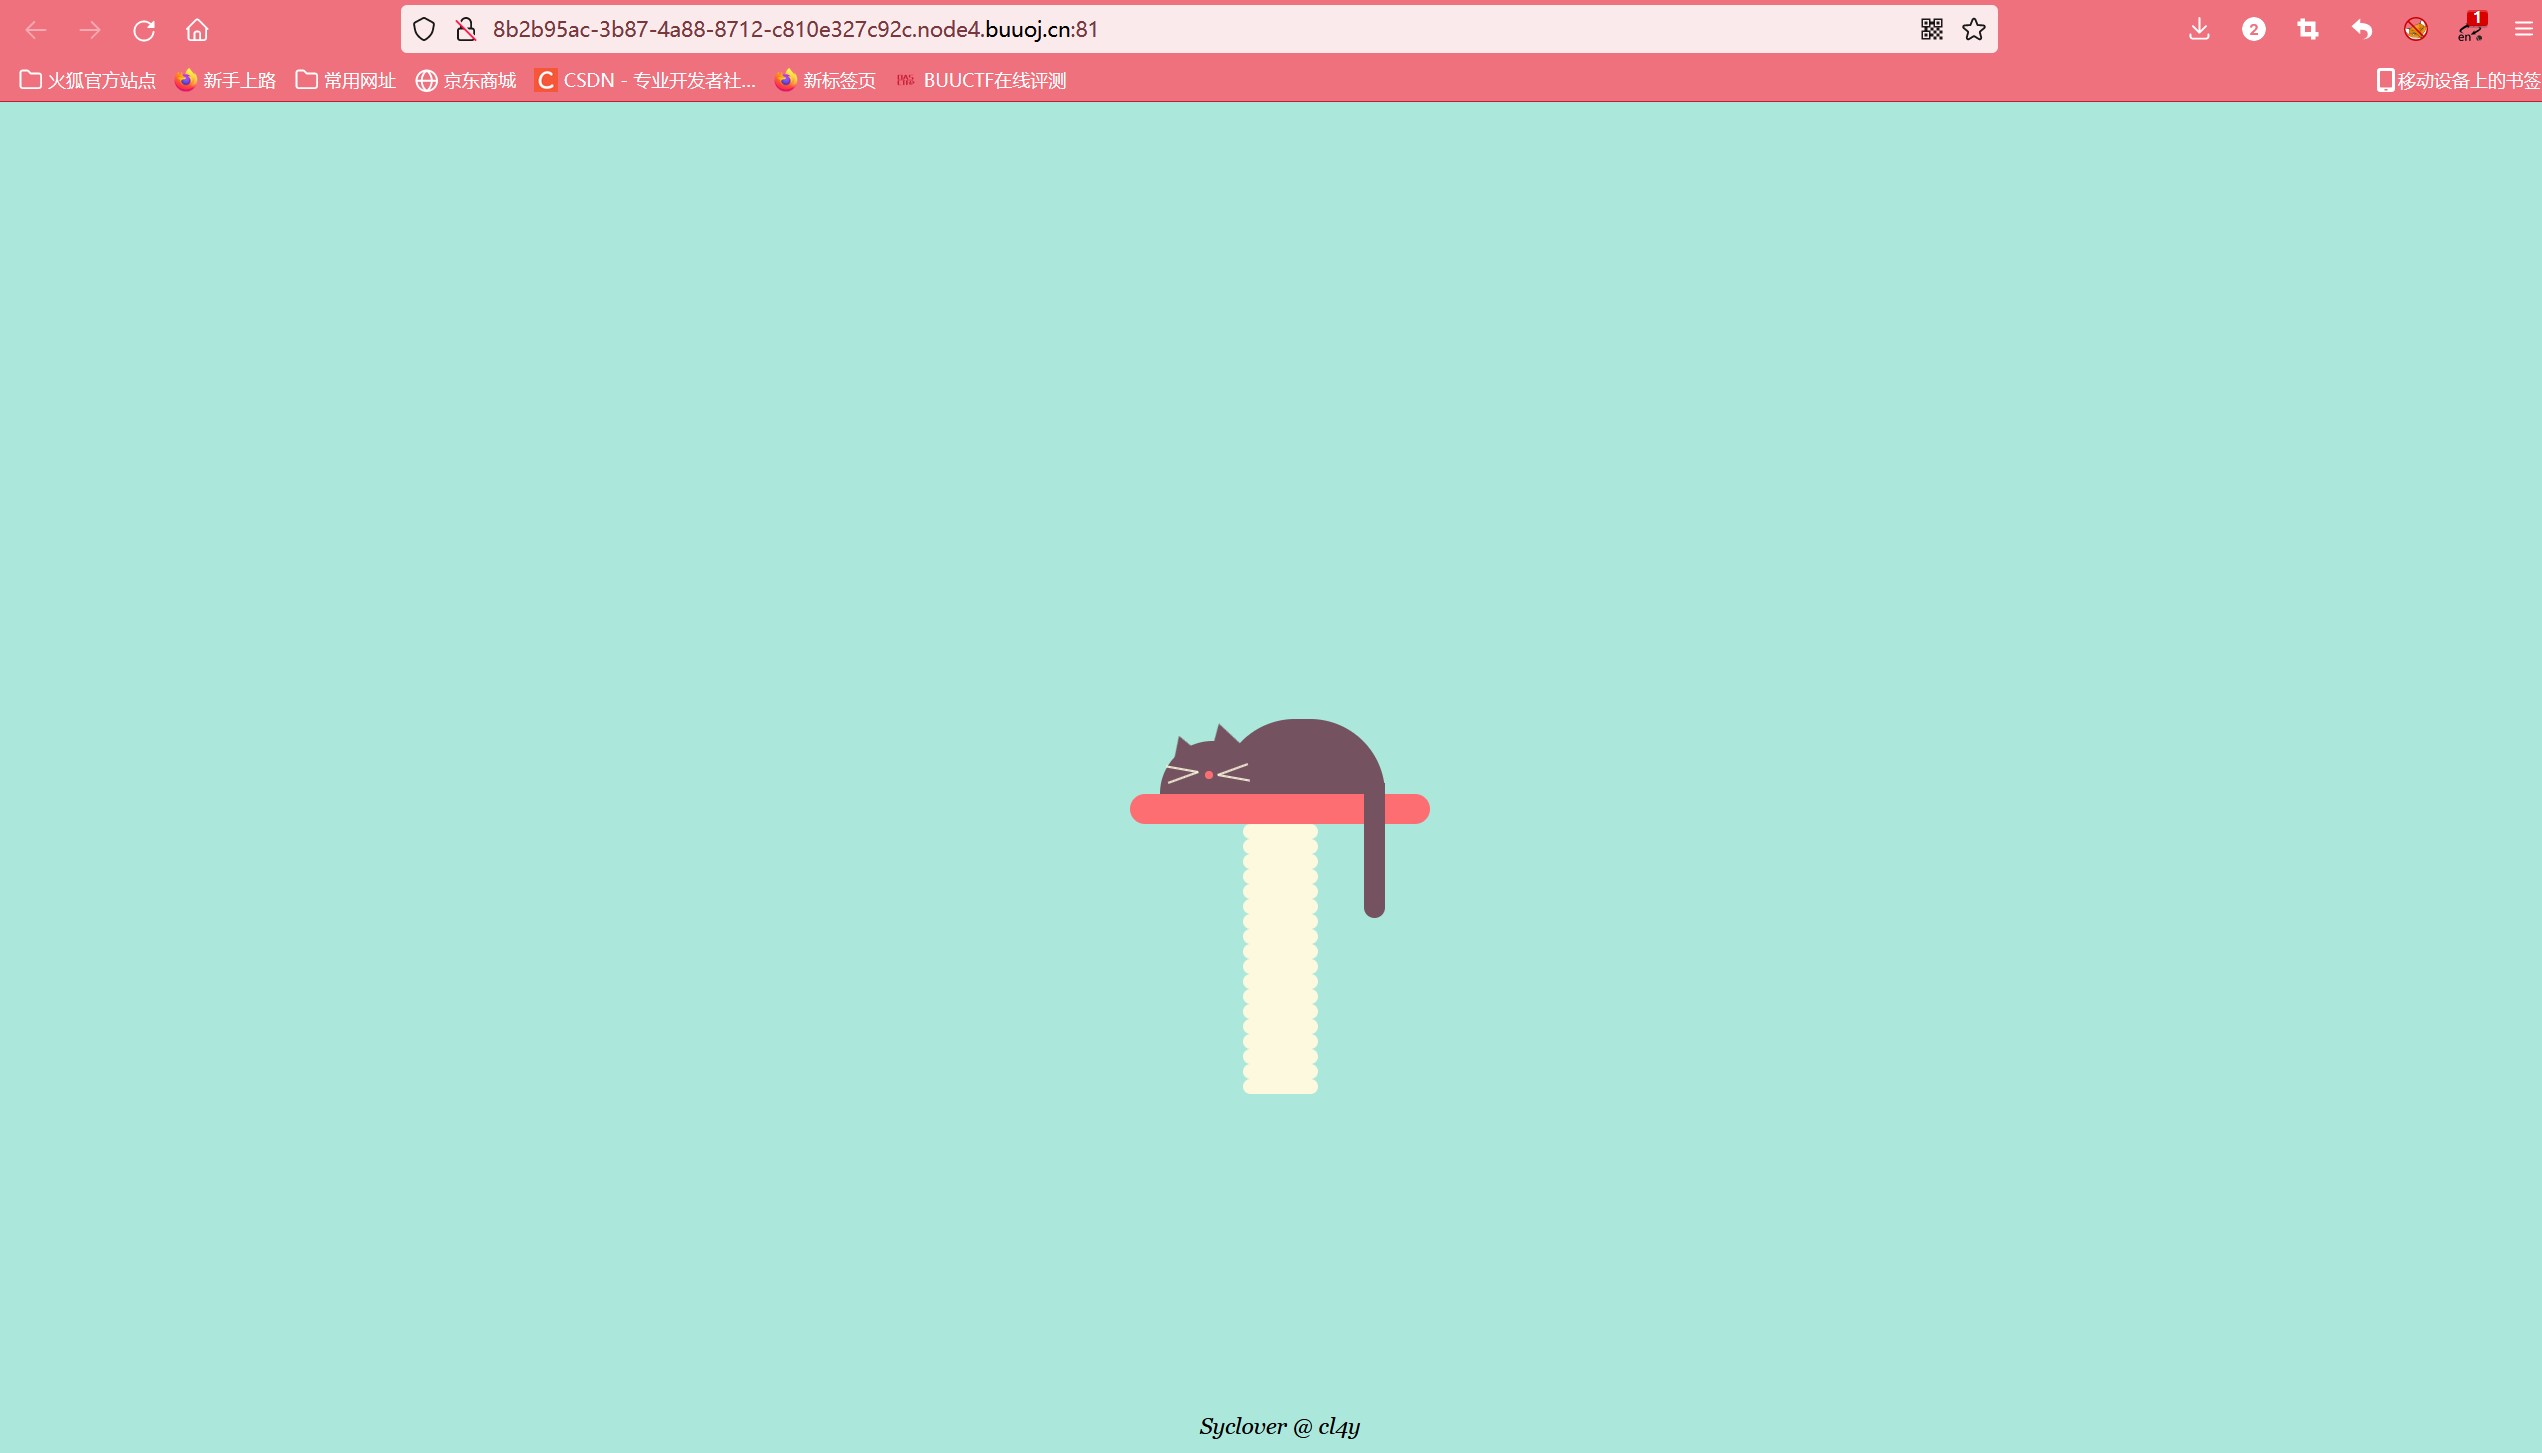 8b2b95ac-3b87-4a88-8712-c810e327c92c.node4.buuoj.cn:81
2
en
1
火狐官方站点 新手上路 常用网址 京东商城 C CSDN - 专业开发者社... 新标签页 BUUCTF在线评测 移动设备上的书签
Syclover @ cl4y